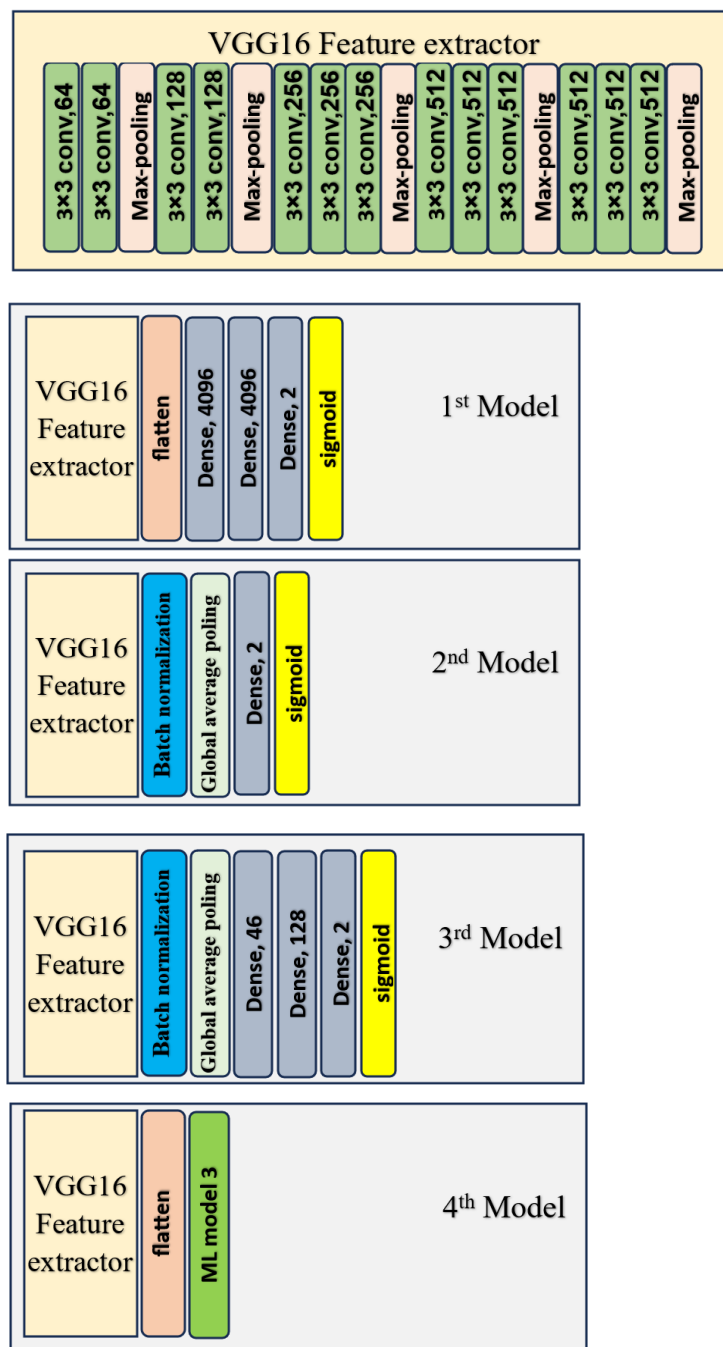 VGG16 Feature extractor
3×3 conv,64
3×3 conv,64
Max-pooling
3×3 conv,128
3×3 conv,128
Max-pooling
3×3 conv,256
3×3 conv,256
3×3 conv,256
Max-pooling
3×3 conv,512
3×3 conv,512
3×3 conv,512
Max-pooling
3×3 conv,512
3×3 conv,512
3×3 conv,512
Max-pooling
VGG16
Feature
extractor
flatten
Dense, 4096
Dense, 4096
Dense, 2
sigmoid
1st Model
VGG16
Feature
extractor
Batch normalization
Global average poling
Dense, 2
sigmoid
2nd Model
VGG16
Feature
extractor
Batch normalization
Global average poling
Dense, 46
Dense, 128
Dense, 2
sigmoid
3rd Model
VGG16
Feature
extractor
flatten
ML model 3
4th Model